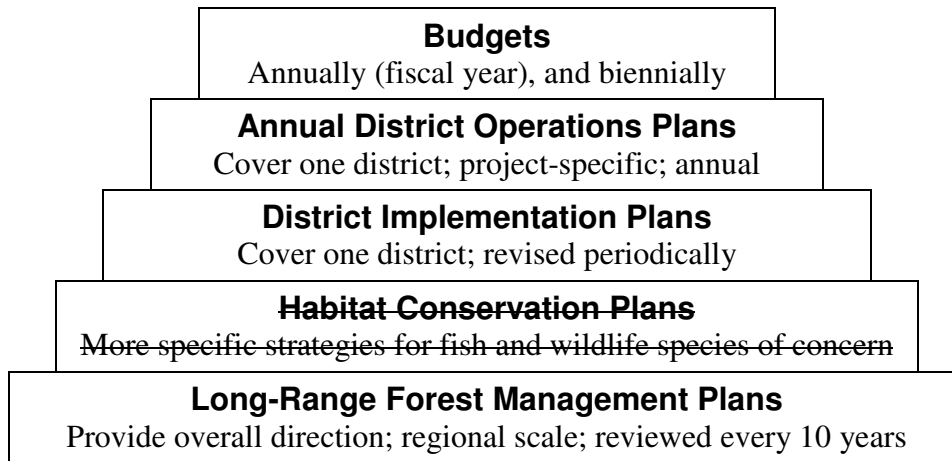 Budgets
Annually (fiscal year), and biennially
Annual District Operations Plans
Cover one district; project-specific; annual
District Implementation Plans
Cover one district; revised periodically
Habitat Conservation Plans
More specific strategies for fish and wildlife species of concern
Long-Range Forest Management Plans
Provide overall direction; regional scale; reviewed every 10 years